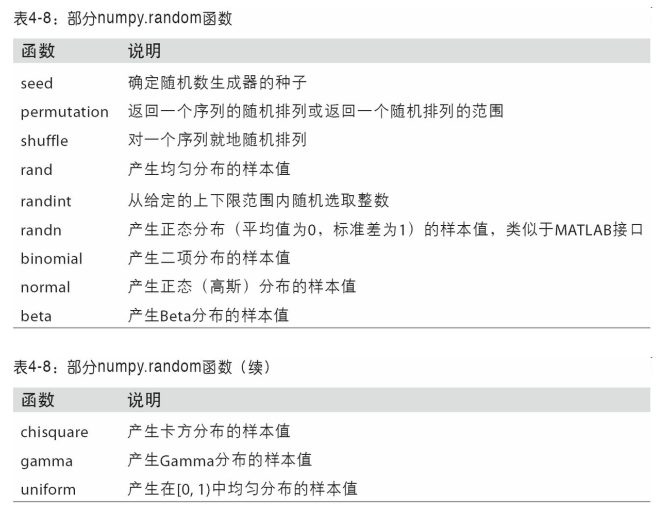 表4-8：部分numpy.random函数
函数 说明
seed 确定随机数生成器的种子
permutation 返回一个序列的随机排列或返回一个随机排列的范围
shuffle 对一个序列就地随机排列
rand 产生均匀分布的样本值
randint 从给定的上下限范围内随机选取整数
randn 产生正态分布（平均值为0，标准差为1）的样本值，类似于MATLAB接口
binomial 产生二项分布的样本值
normal 产生正态（高斯）分布的样本值
beta 产生Beta分布的样本值
表4-8：部分numpy.random函数（续）
函数 说明
chisquare 产生卡方分布的样本值
gamma 产生Gamma分布的样本值
uniform 产生在[0, 1)中均匀分布的样本值